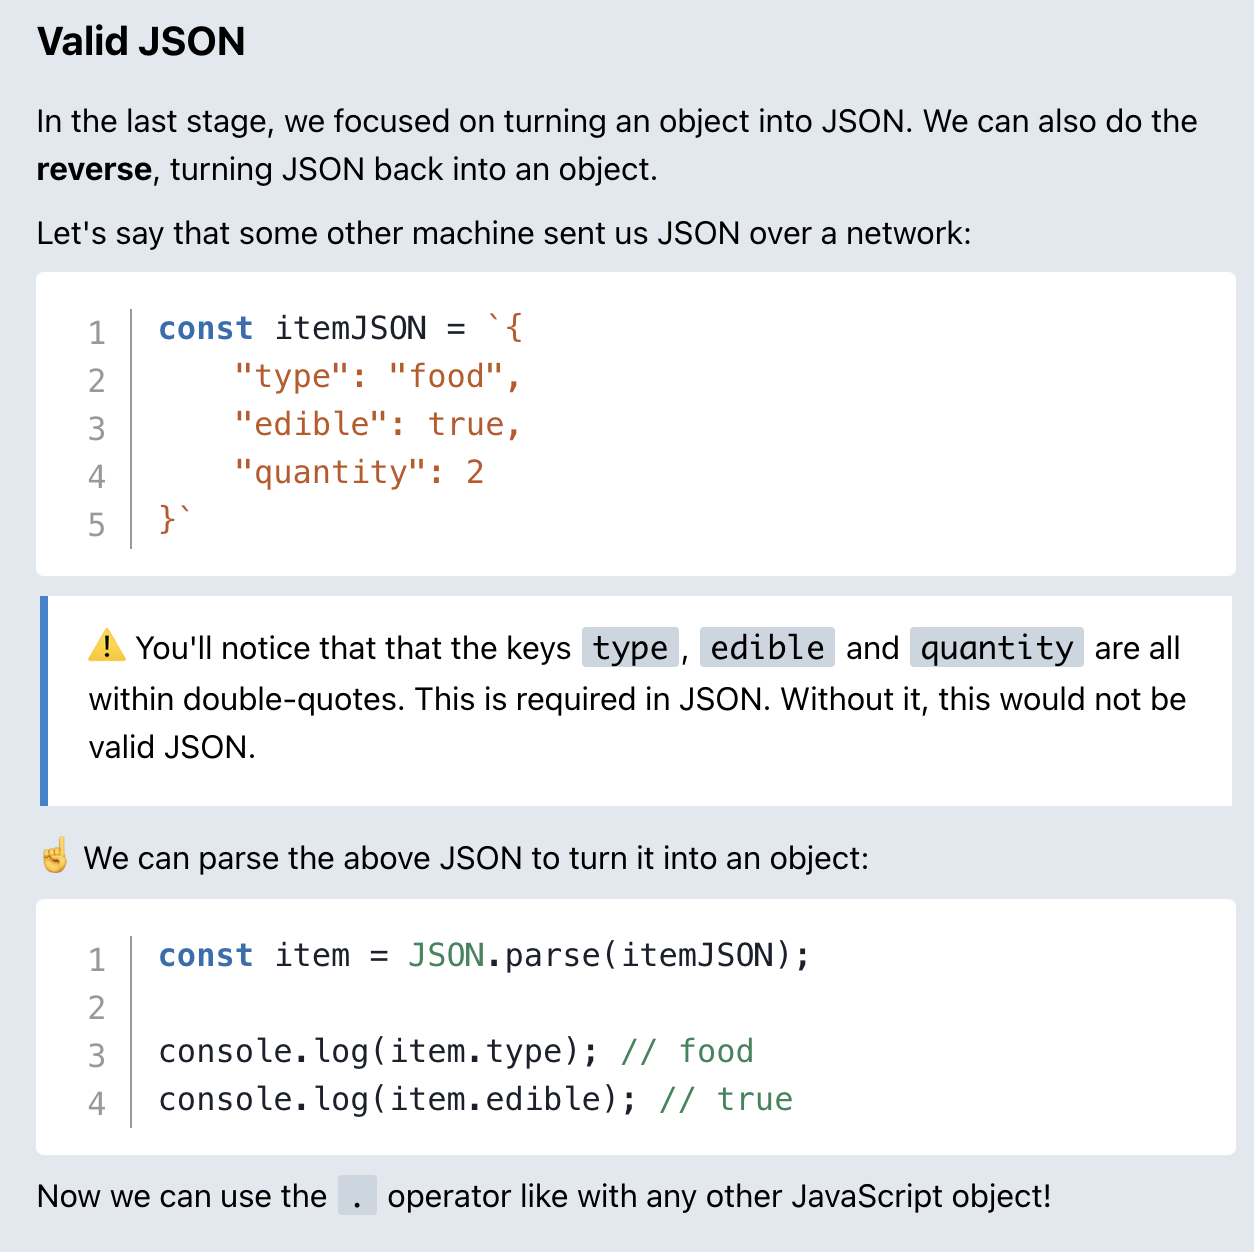 Valid JSON
In the last stage, we focused on turning an object into JSON. We can also do the
reverse, turning JSON back into an object.
Let's say that some other machine sent us JSON over a network:
1 const itemJSON = `{
2     "type": "food",
3     "edible": true,
4     "quantity": 2
5 }`
⚠️ You'll notice that that the keys type, edible and quantity are all
within double-quotes. This is required in JSON. Without it, this would not be
valid JSON.
☝️ We can parse the above JSON to turn it into an object:
1 const item = JSON.parse(itemJSON);
2
3 console.log(item.type); // food
4 console.log(item.edible); // true
Now we can use the . operator like with any other JavaScript object!